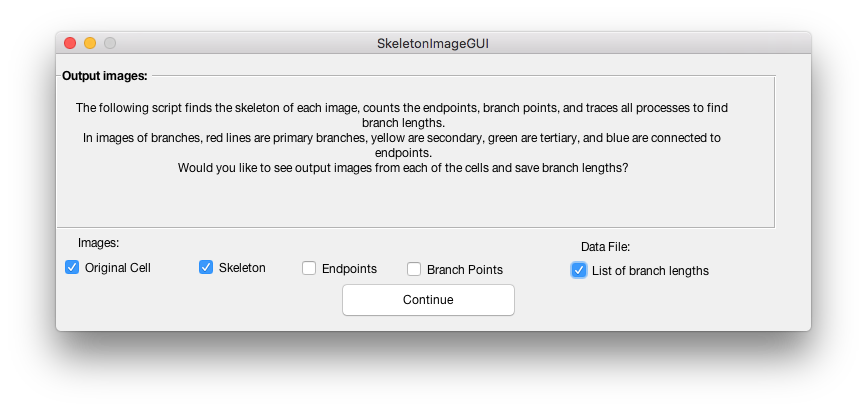 SkeletonImageGUI
Output images:
The following script finds the skeleton of each image, counts the endpoints, branch points, and traces all processes to find
branch lengths.
In images of branches, red lines are primary branches, yellow are secondary, green are tertiary, and blue are connected to
endpoints.
Would you like to see output images from each of the cells and save branch lengths?
Images:
Data File:
Original Cell
Skeleton
Endpoints
Branch Points
List of branch lengths
Continue